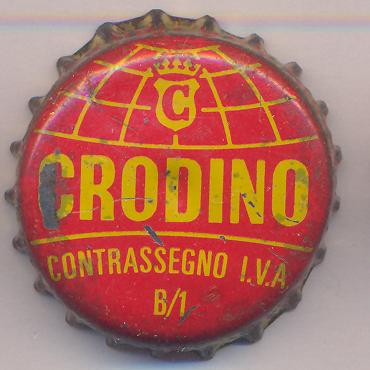 C
CRODINO
CONTRASSEGNO I.V.A
B/1